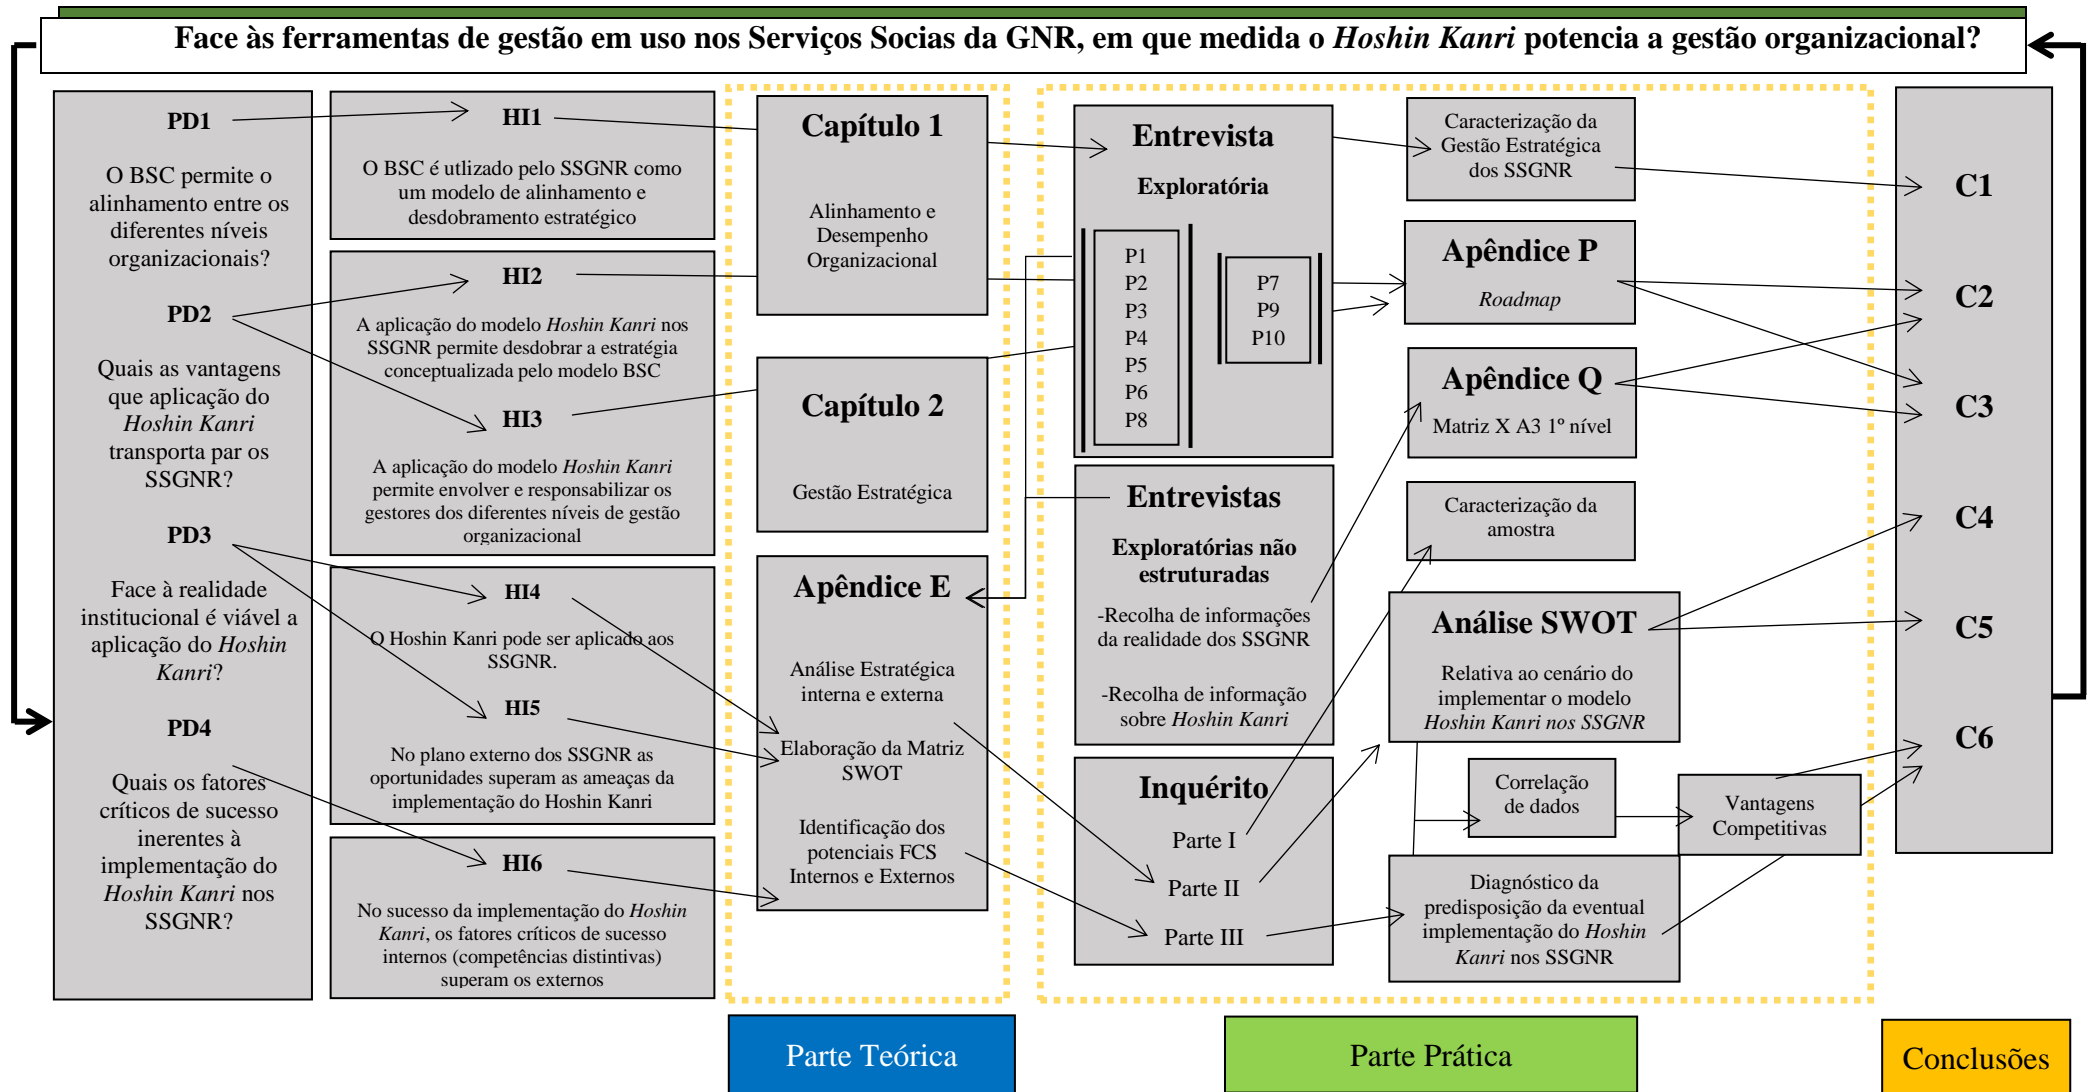 Face às ferramentas de gestão em uso nos Serviços Socias da GNR, em que medida o Hoshin Kanri potencia a gestão organizacional?
PD1
O BSC permite o
alinhamento entre os
diferentes níveis
organizacionais?
PD2
Quais as vantagens
que aplicação do
Hoshin Kanri
transporta par os
SSGNR?
PD3
Face à realidade
institucional é viável a
aplicação do Hoshin
Kanri?
PD4
Quais os fatores
críticos de sucesso
inerentes à
implementação do
Hoshin Kanri nos
SSGNR?
HI1
O BSC é utlizado pelo SSGNR como
um modelo de alinhamento e
desdobramento estratégico
HI2
A aplicação do modelo Hoshin Kanri nos
SSGNR permite desdobrar a estratégia
conceptualizada pelo modelo BSC
HI3
A aplicação do modelo Hoshin Kanri
permite envolver e responsabilizar os
gestores dos diferentes níveis de gestão
organizacional
HI4
O Hoshin Kanri pode ser aplicado aos
SSGNR.
HI5
No plano externo dos SSGNR as
oportunidades superam as ameaças da
implementação do Hoshin Kanri
HI6
No sucesso da implementação do Hoshin
Kanri, os fatores críticos de sucesso
internos (competências distintivas)
superam os externos
Capítulo 1
Alinhamento e
Desempenho
Organizacional
Capítulo 2
Gestão Estratégica
Apêndice E
Análise Estratégica
interna e externa
Elaboração da Matriz
SWOT
Identificação dos
potenciais FCS
Internos e Externos
Entrevista
Exploratória
P1
P2
P3
P4
P5
P6
P8
P7
P9
P10
Entrevistas
Exploratórias não
estruturadas
-Recolha de informações
da realidade dos SSGNR
-Recolha de informação
sobre Hoshin Kanri
Inquérito
Parte I
Parte II
Parte III
Caracterização da
Gestão Estratégica
dos SSGNR
Apêndice P
Roadmap
Apêndice Q
Matriz X A3 1º nível
Caracterização da
amostra
Análise SWOT
Relativa ao cenário do
implementar o modelo
Hoshin Kanri nos SSGNR
Correlação
de dados
Vantagens
Competitivas
Diagnóstico da
predisposição da eventual
implementação do Hoshin
Kanri nos SSGNR
C1
C2
C3
C4
C5
C6
Parte Teórica
Parte Prática
Conclusões